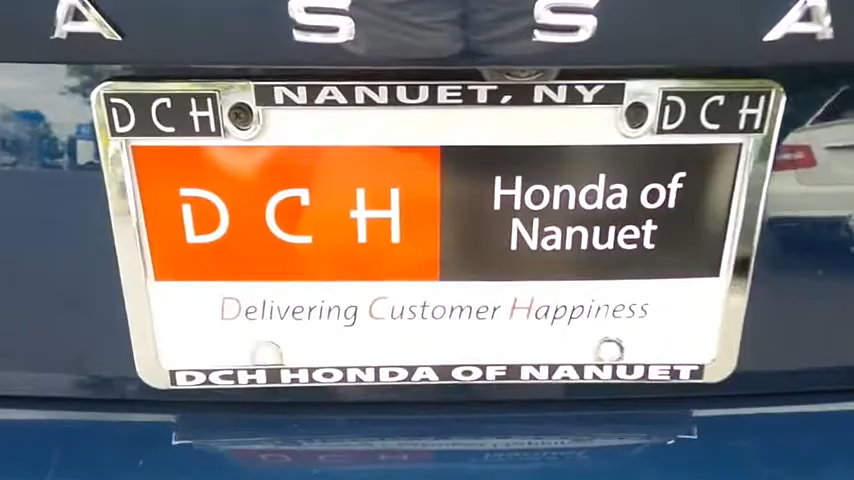 A S S A
DCH NANUET, NY DCH
DCH Honda of
Nanuet
Delivering Customer Happiness
DCH HONDA OF NANUET